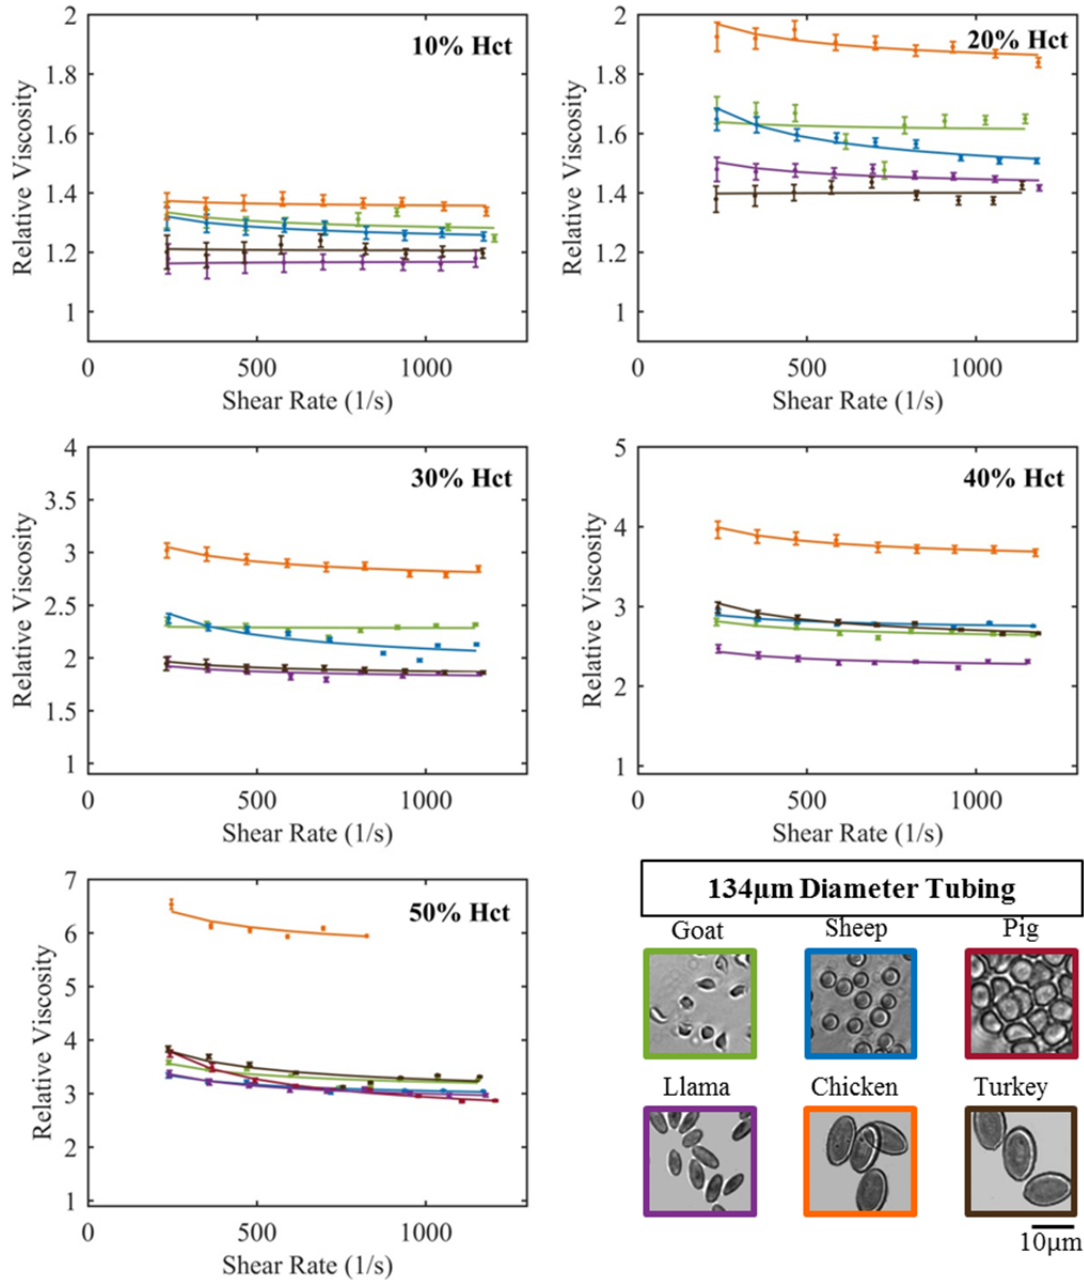 2
1.8
1.6
1.4
1.2
1
Relative Viscosity
10% Hct
0 500 1000
Shear Rate (1/s)
2
1.8
1.6
1.4
1.2
1
Relative Viscosity
20% Hct
0 500 1000
Shear Rate (1/s)
4
3.5
3
2.5
2
1.5
1
Relative Viscosity
30% Hct
0 500 1000
Shear Rate (1/s)
5
4
3
2
1
Relative Viscosity
40% Hct
0 500 1000
Shear Rate (1/s)
7
6
5
4
3
2
1
Relative Viscosity
50% Hct
0 500 1000
Shear Rate (1/s)
134μm Diameter Tubing
Goat Sheep Pig
Llama Chicken Turkey
10μm